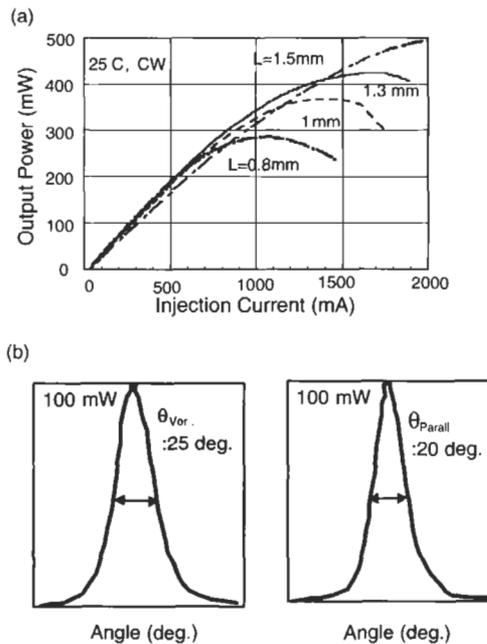 (a)
500
400
300
200
100
0
Output Power (mW)
25 C, CW
L=1.5mm
1.3 mm
1mm
L=0.8mm
0
500
1000
1500
2000
Injection Current (mA)
(b)
100 mW
θVer.
:25 deg.
Angle (deg.)
100 mW
θParall
:20 deg.
Angle (deg.)